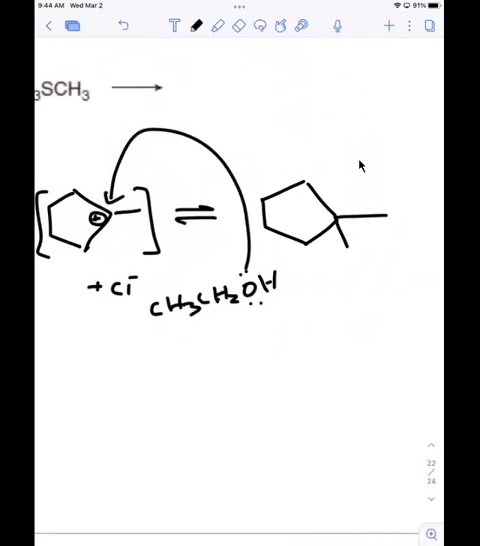 9:44 AM Wed Mar 2
91%
₃SCH₃
+ Cl⁻
CH₃CH₂OH
22
/
24